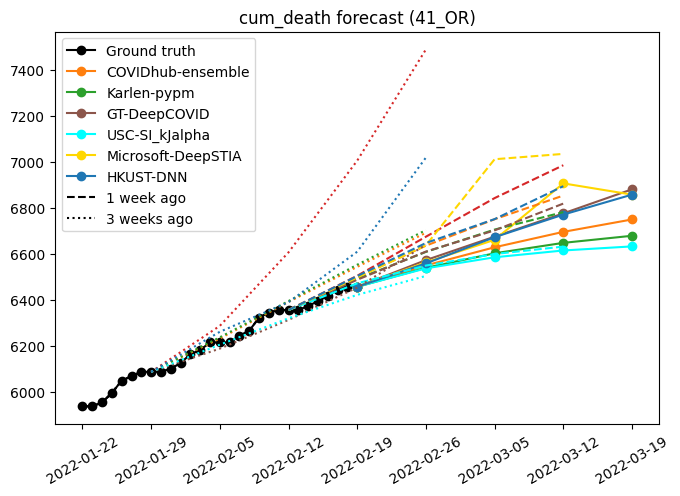 cum_death forecast (41_OR)
Ground truth
COVIDhub-ensemble
Karlen-pypm
GT-DeepCOVID
USC-SI_kJalpha
Microsoft-DeepSTIA
HKUST-DNN
1 week ago
3 weeks ago
7400
7200
7000
6800
6600
6400
6200
6000
2022-01-22
2022-01-29
2022-02-05
2022-02-12
2022-02-19
2022-02-26
2022-03-05
2022-03-12
2022-03-19